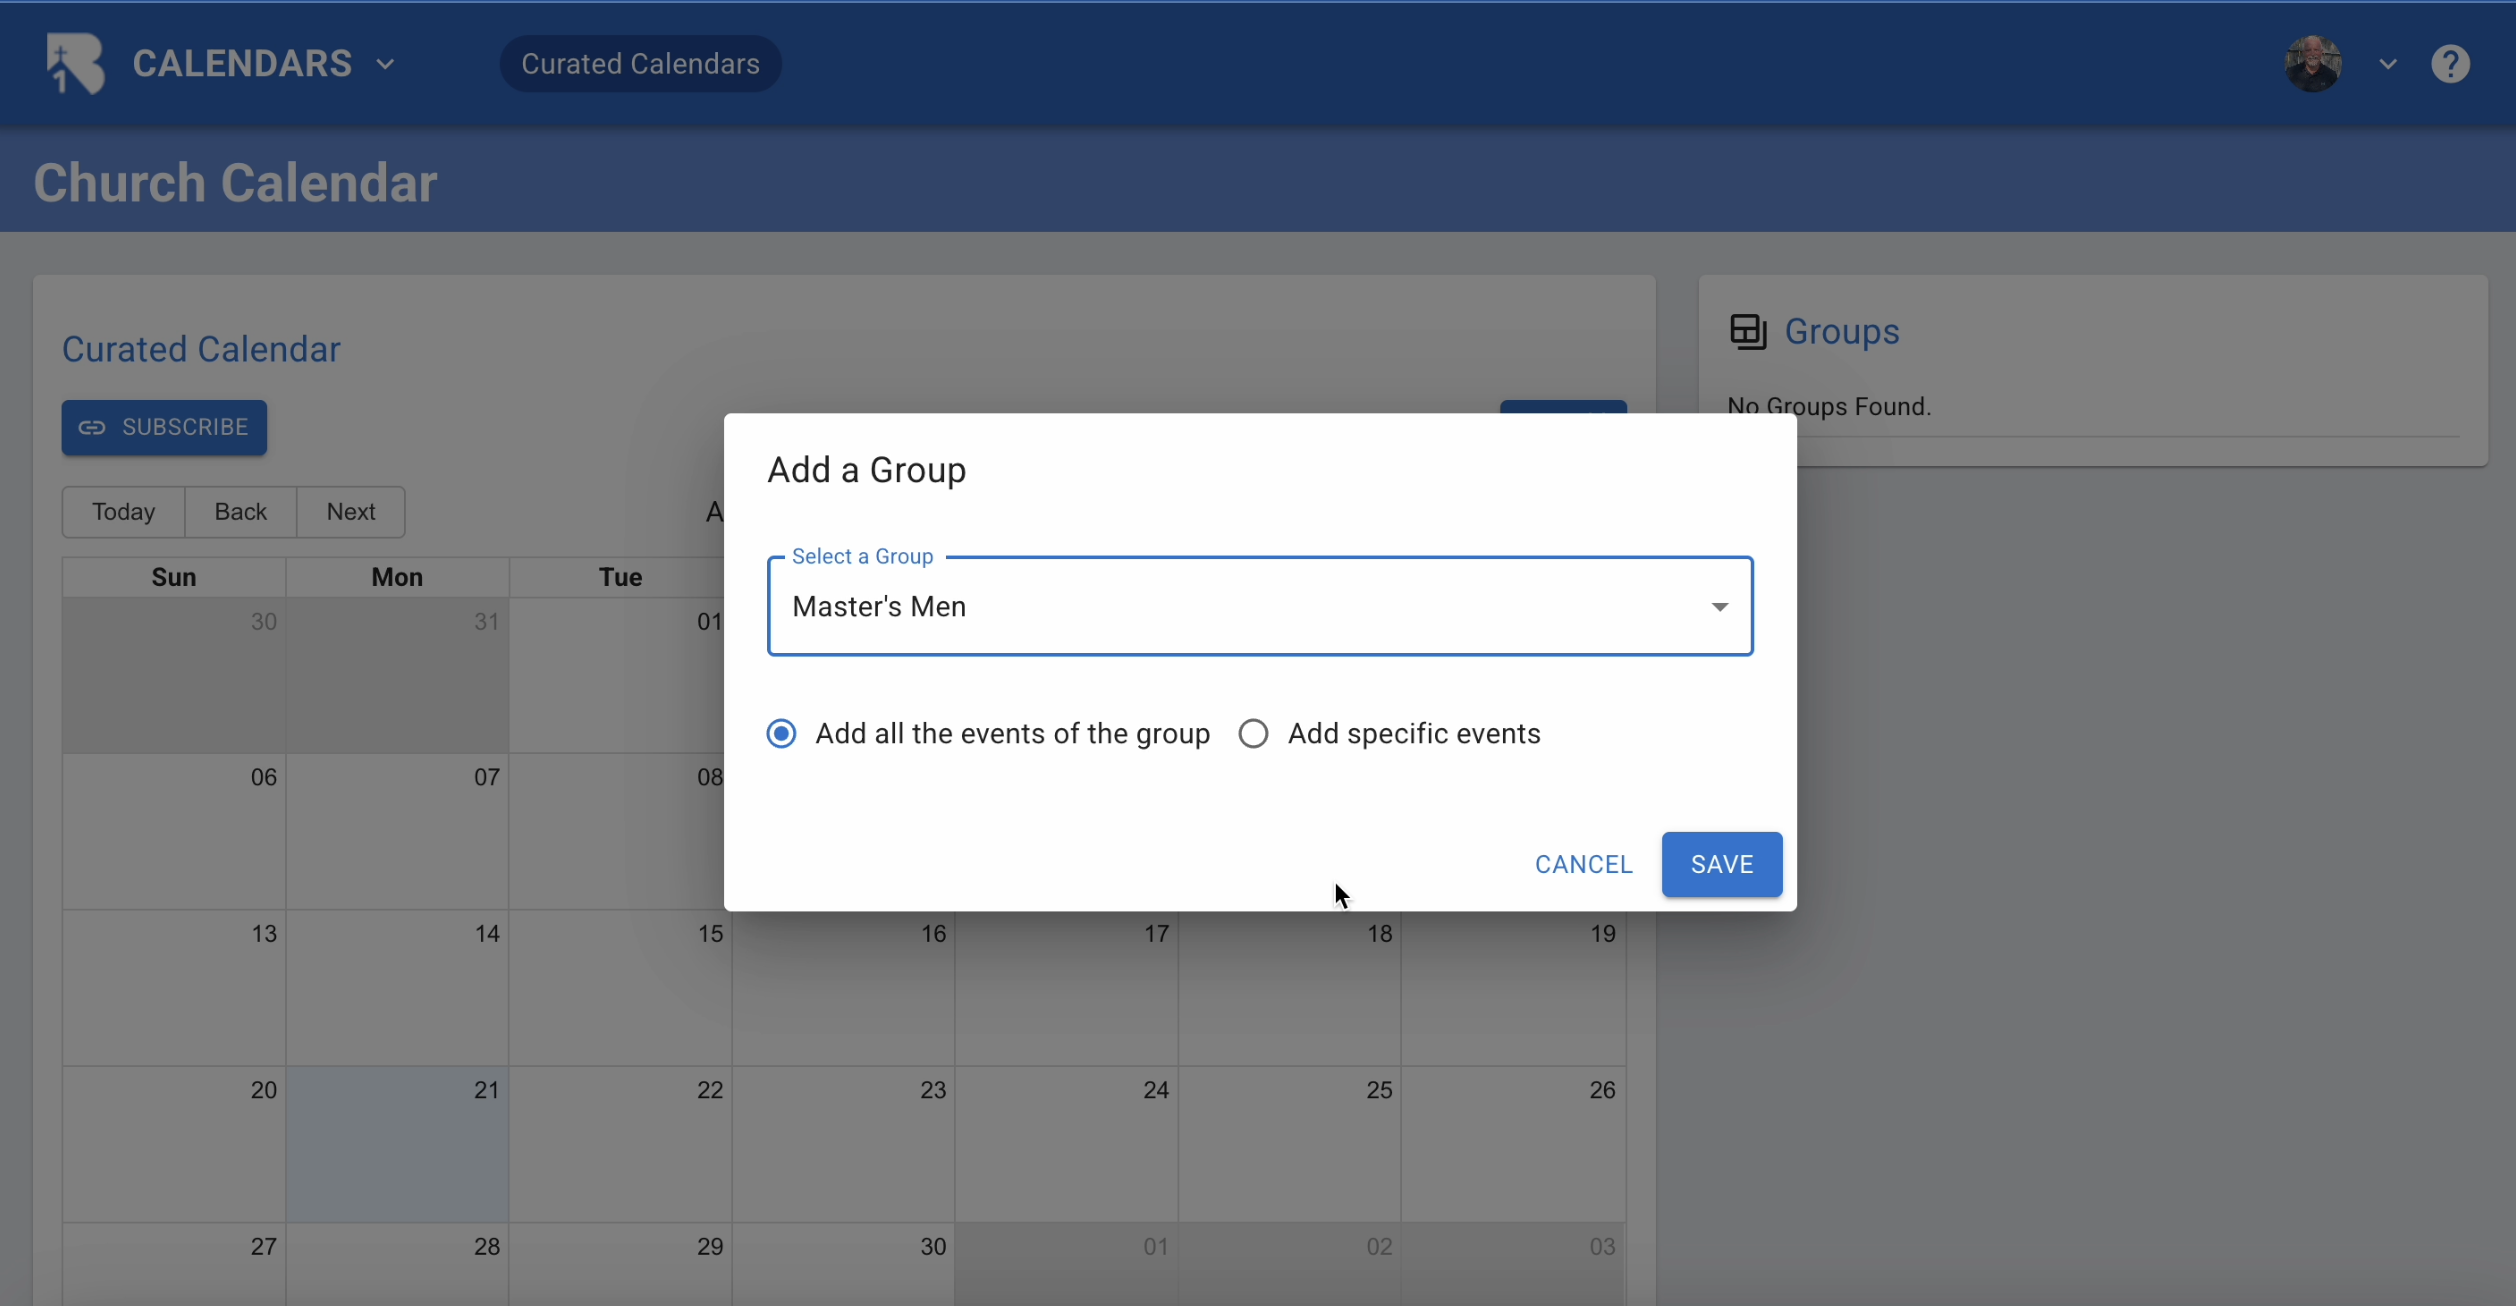 CALENDARS
Curated Calendars
?
Church Calendar
Curated Calendar
SUBSCRIBE
Groups
No Groups Found.
Today Back Next
A
Sun Mon Tue
30 31 01
06 07 08
13 14 15 16 17 18 19
20 21 22 23 24 25 26
27 28 29 30 01 02 03
Add a Group
Select a Group
Master's Men
Add all the events of the group Add specific events
CANCEL SAVE